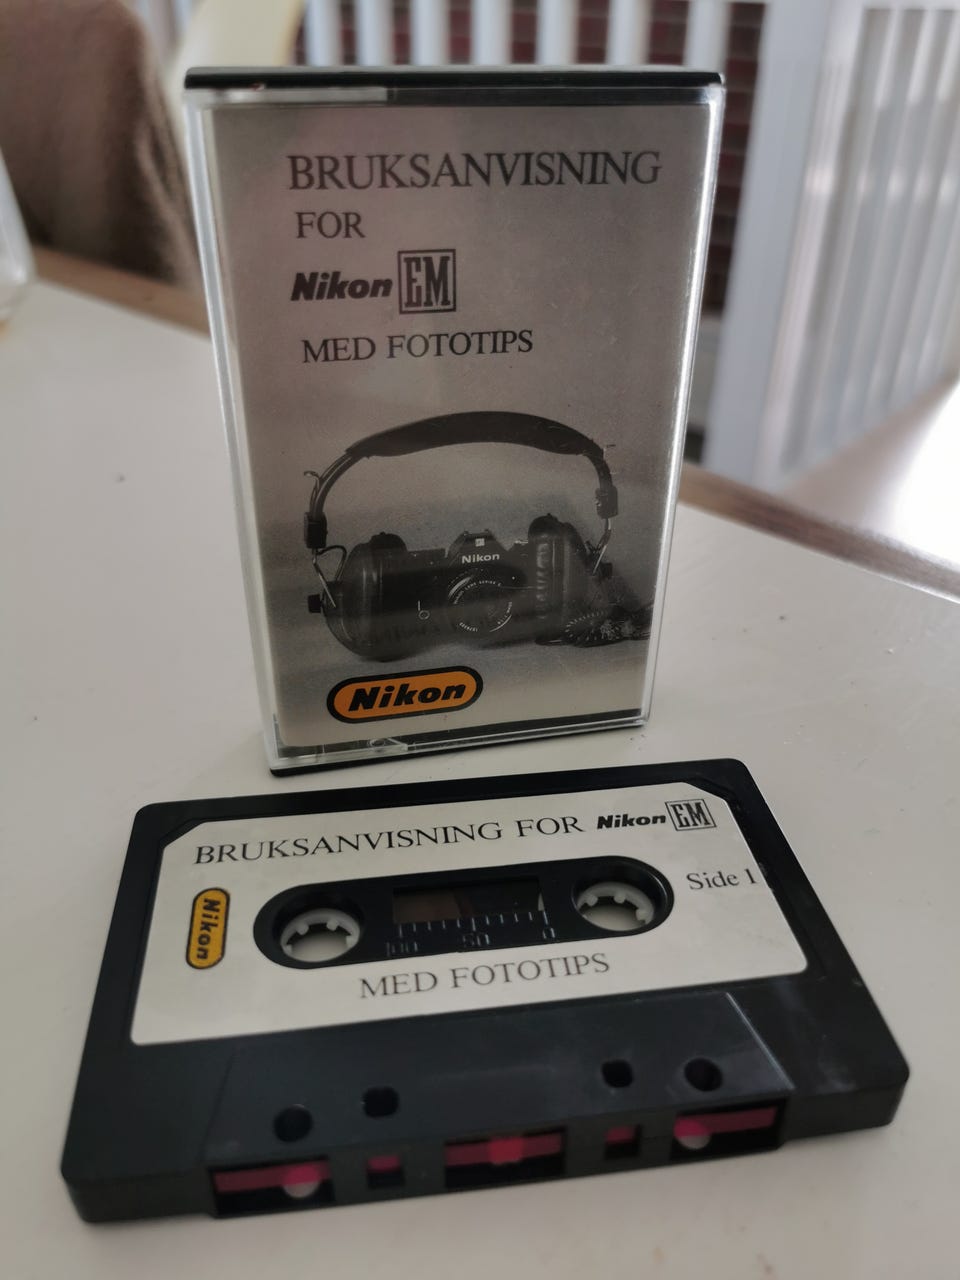 BRUKSANVISNING
FOR
Nikon EM
MED FOTOTIPS
Nikon
Nikon
BRUKSANVISNING FOR Nikon EM
Side 1
Nikon
100 50 0
MED FOTOTIPS